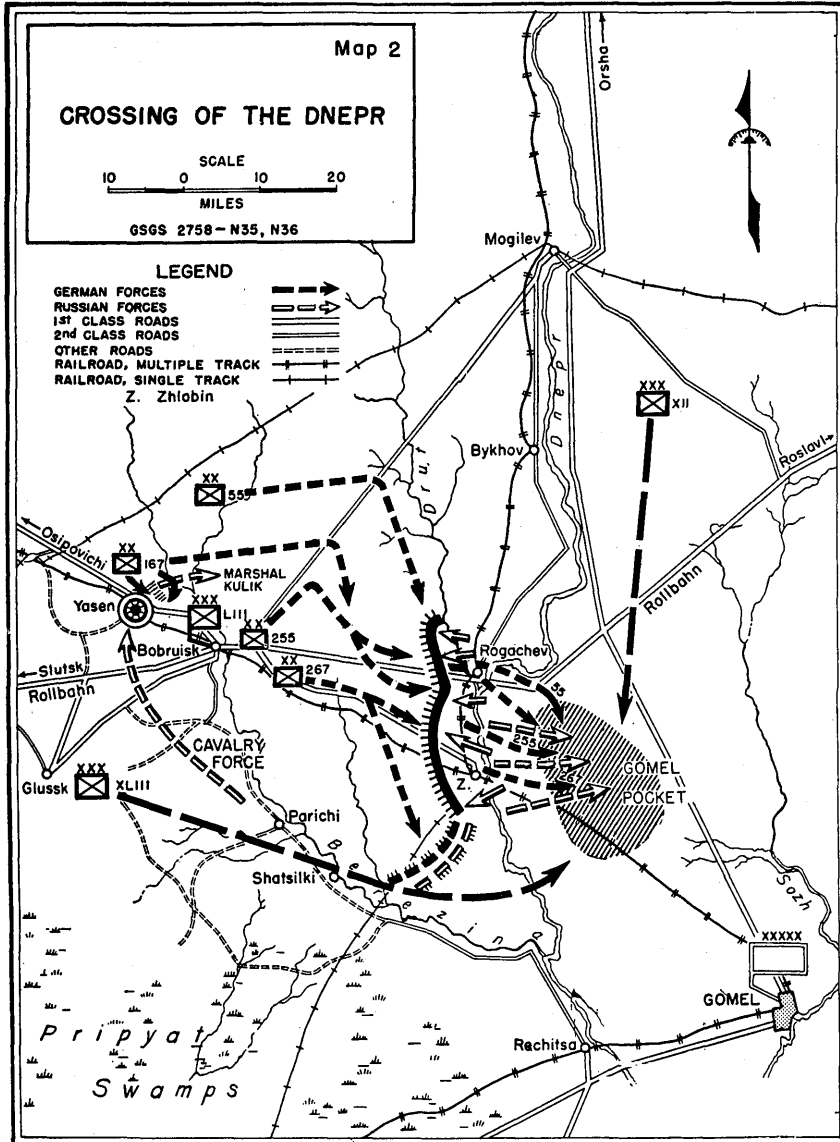 Map 2
CROSSING OF THE DNEPR
SCALE
10 0 10 20
MILES
GSGS 2758-N35, N36
LEGEND
GERMAN FORCES
RUSSIAN FORCES
1st CLASS ROADS
2nd CLASS ROADS
OTHER ROADS
RAILROAD, MULTIPLE TRACK
RAILROAD, SINGLE TRACK
Z. Zhlobin
Orsha
Mogilev
Dnepr
XXX
XII
Bykhov
Roslavl
Drut
XX
55
Osipovichi
XX
167
MARSHAL
KULIK
Yasen
XXX
LIII
XX
255
Bobruisk
Rollbahn
Rogachev
XX
267
Slutsk
Rollbahn
55
255
267
CAVALRY
FORCE
Z.
GOMEL
POCKET
Glussk
XXX
XLIII
Parichi
Berezina
Shatsilki
Sozh
XXXXX
GOMEL
Pripyat
Swamps
Rechitsa